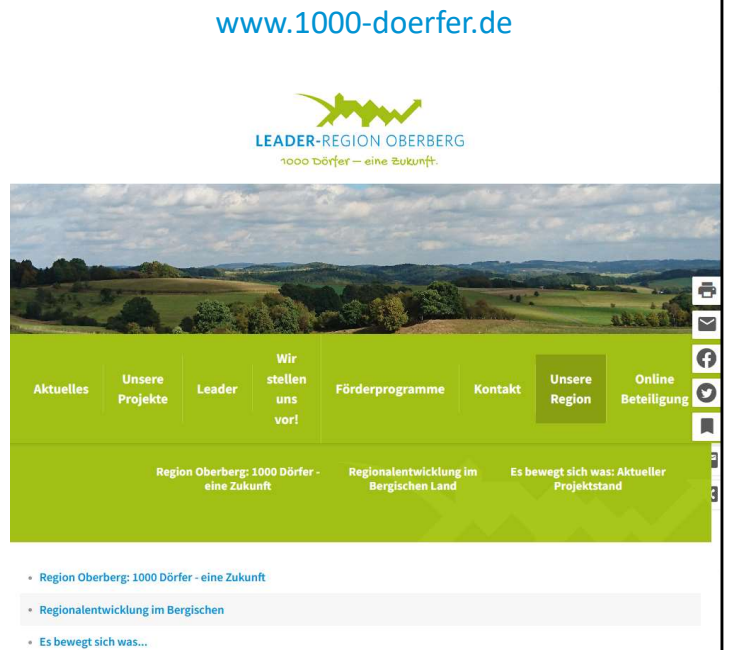 www.1000-doerfer.de
LEADER-REGION OBERBERG
1000 Dörfer – eine Zukunft.
Aktuelles
Unsere
Projekte
Leader
Wir
stellen
uns
vor!
Förderprogramme
Kontakt
Unsere
Region
Online
Beteiligung
Region Oberberg: 1000 Dörfer -
eine Zukunft
Regionalentwicklung im
Bergischen Land
Es bewegt sich was: Aktueller
Projektstand
Region Oberberg: 1000 Dörfer - eine Zukunft
Regionalentwicklung im Bergischen
Es bewegt sich was...